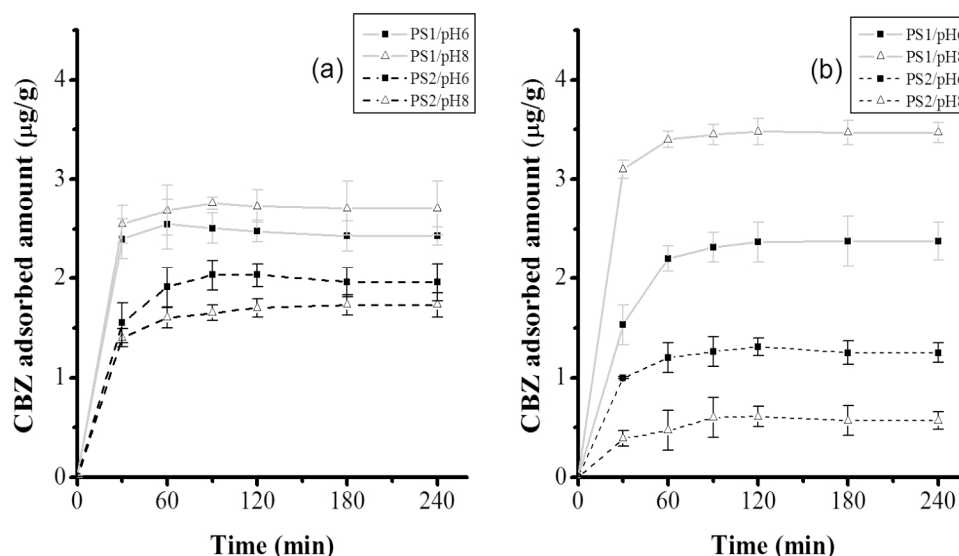 PS1/pH6
PS1/pH8
PS2/pH6
PS2/pH8
(a)
CBZ adsorbed amount (µg/g)
4
3
2
1
0
0 60 120 180 240
Time (min)
PS1/pH6
PS1/pH8
PS2/pH6
PS2/pH8
(b)
CBZ adsorbed amount (µg/g)
4
3
2
1
0
0 60 120 180 240
Time (min)